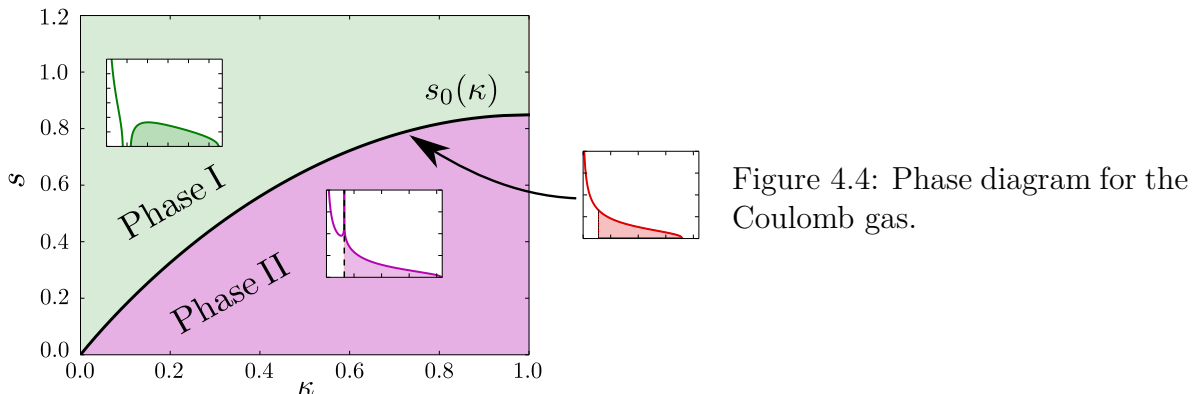 1.2
1.0
0.8
0.6
0.4
0.2
0.0
s
s₀(κ)
Phase I
Phase II
0.0 0.2 0.4 0.6 0.8 1.0
κ
Figure 4.4: Phase diagram for the
Coulomb gas.